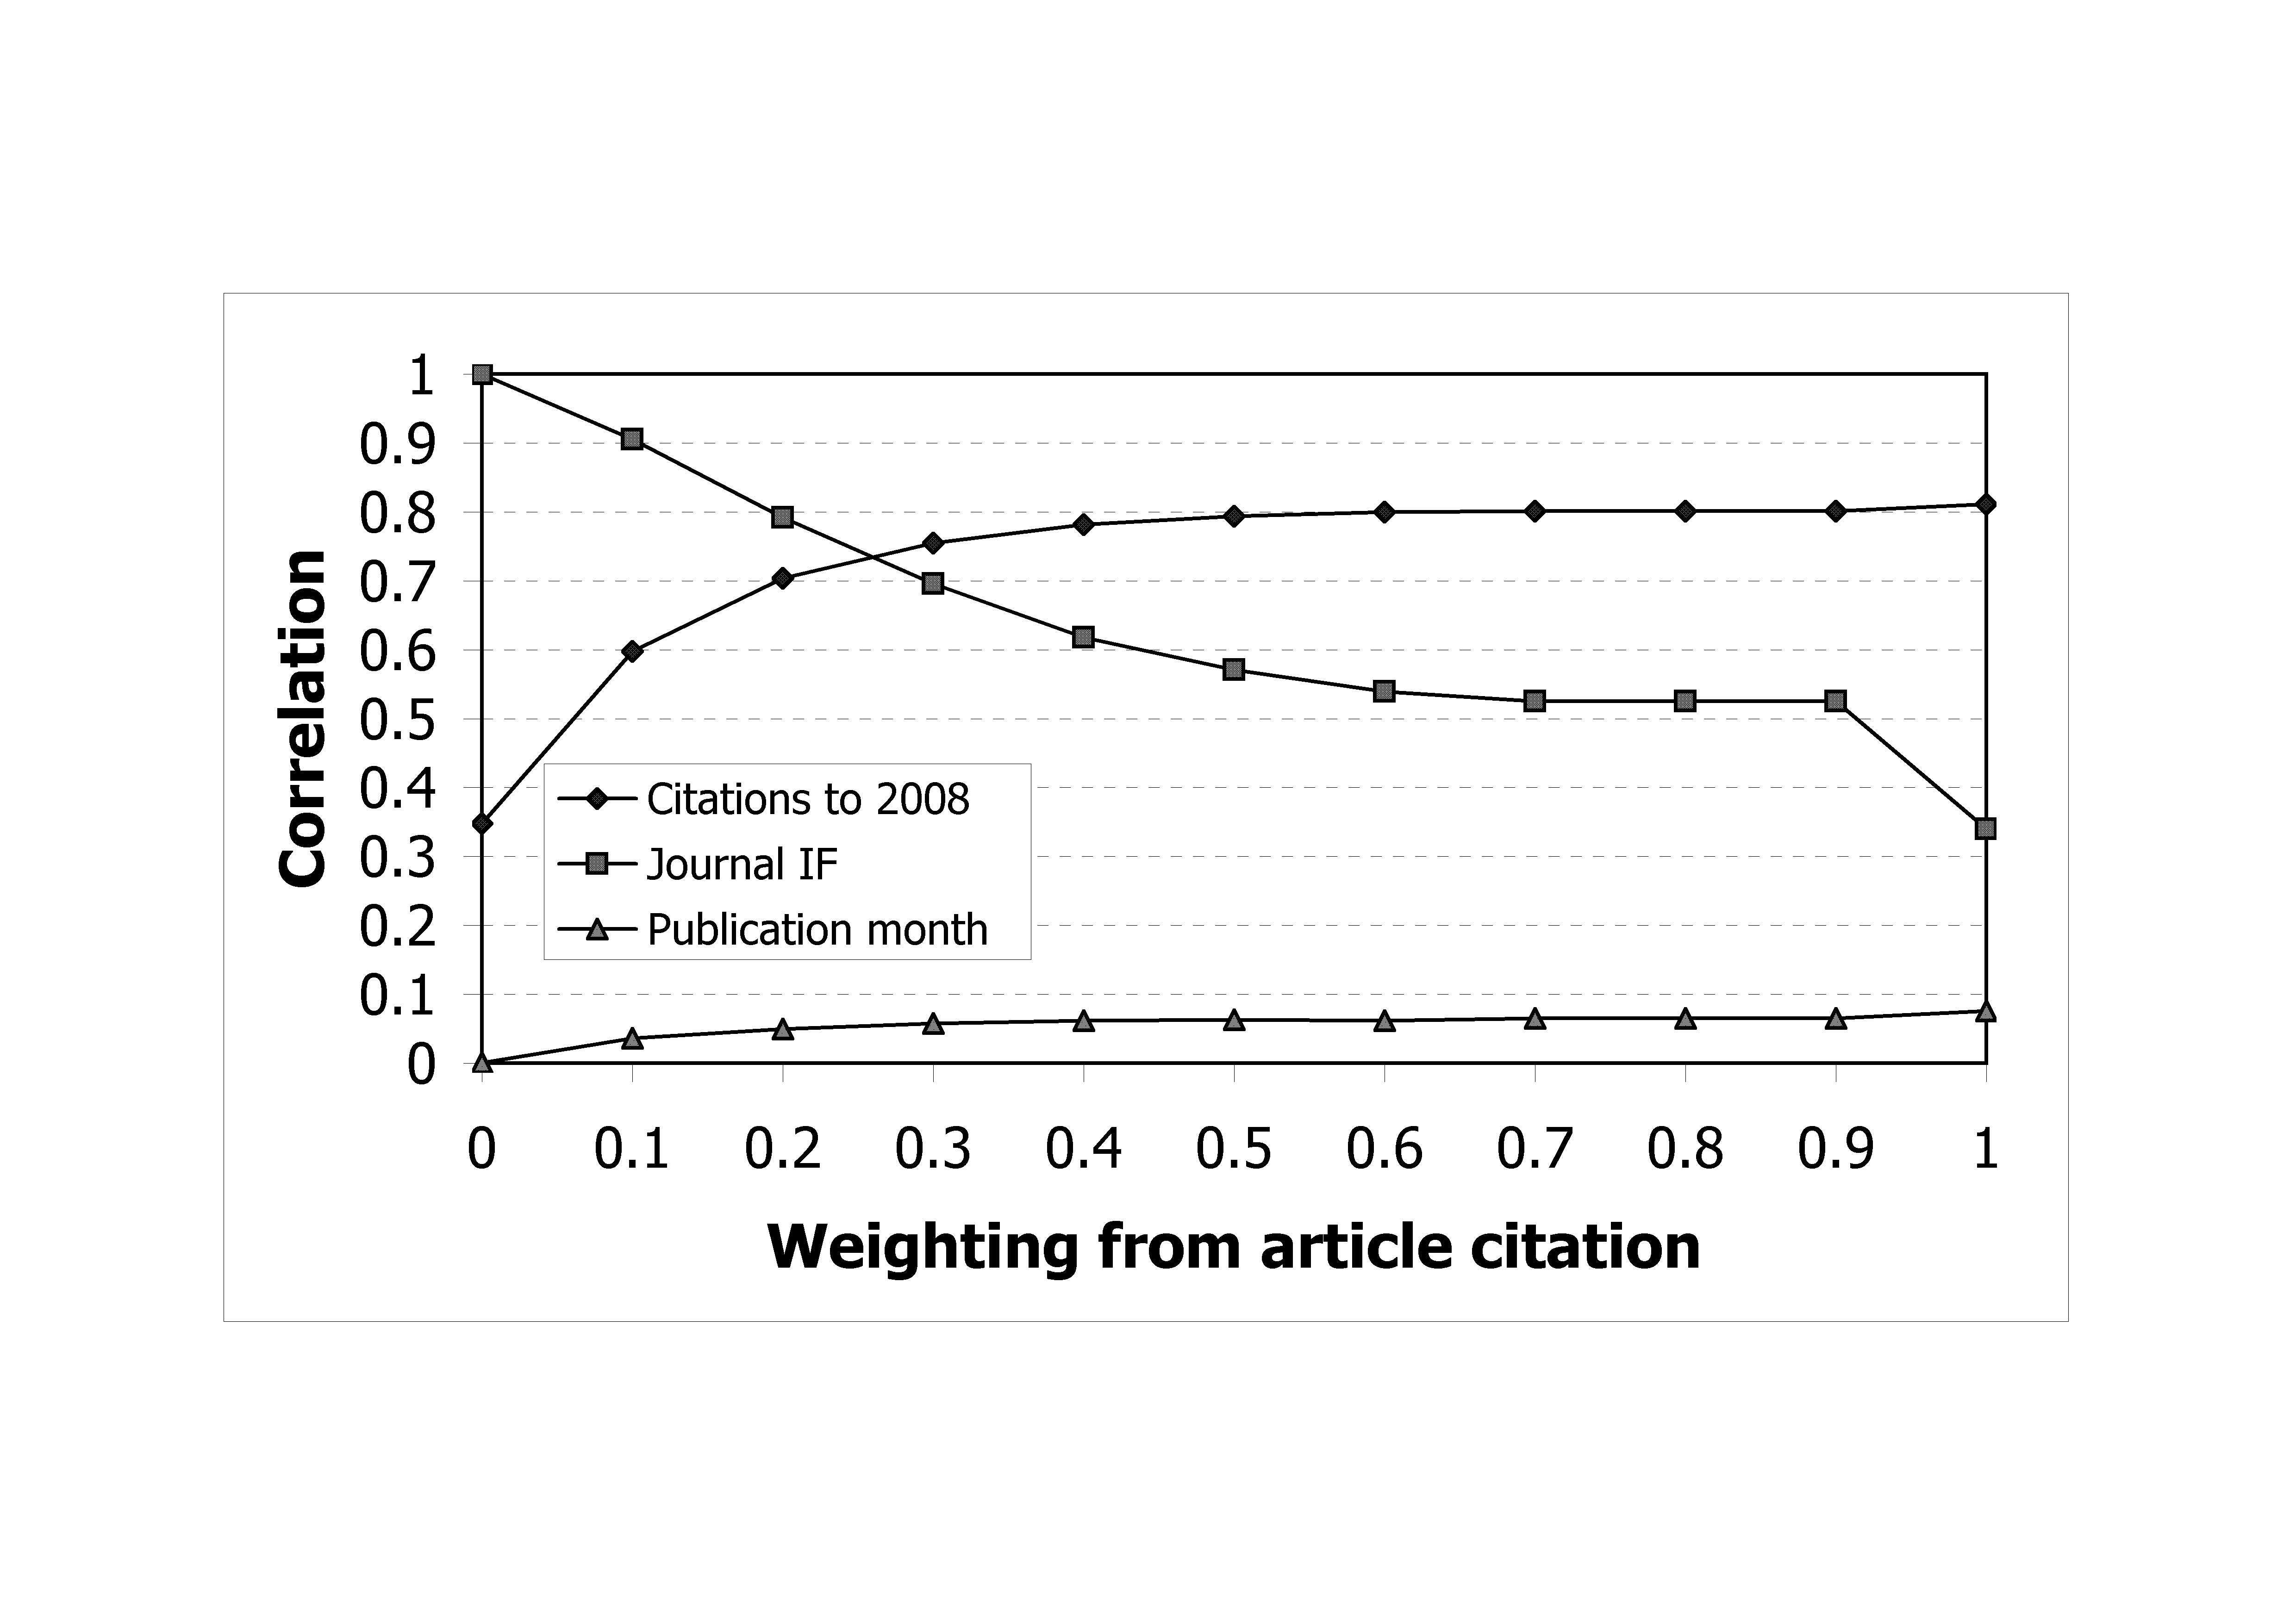 1
0.9
0.8
0.7
0.6
0.5
0.4
0.3
0.2
0.1
0
Correlation
Citations to 2008
Journal IF
Publication month
0 0.1 0.2 0.3 0.4 0.5 0.6 0.7 0.8 0.9 1
Weighting from article citation